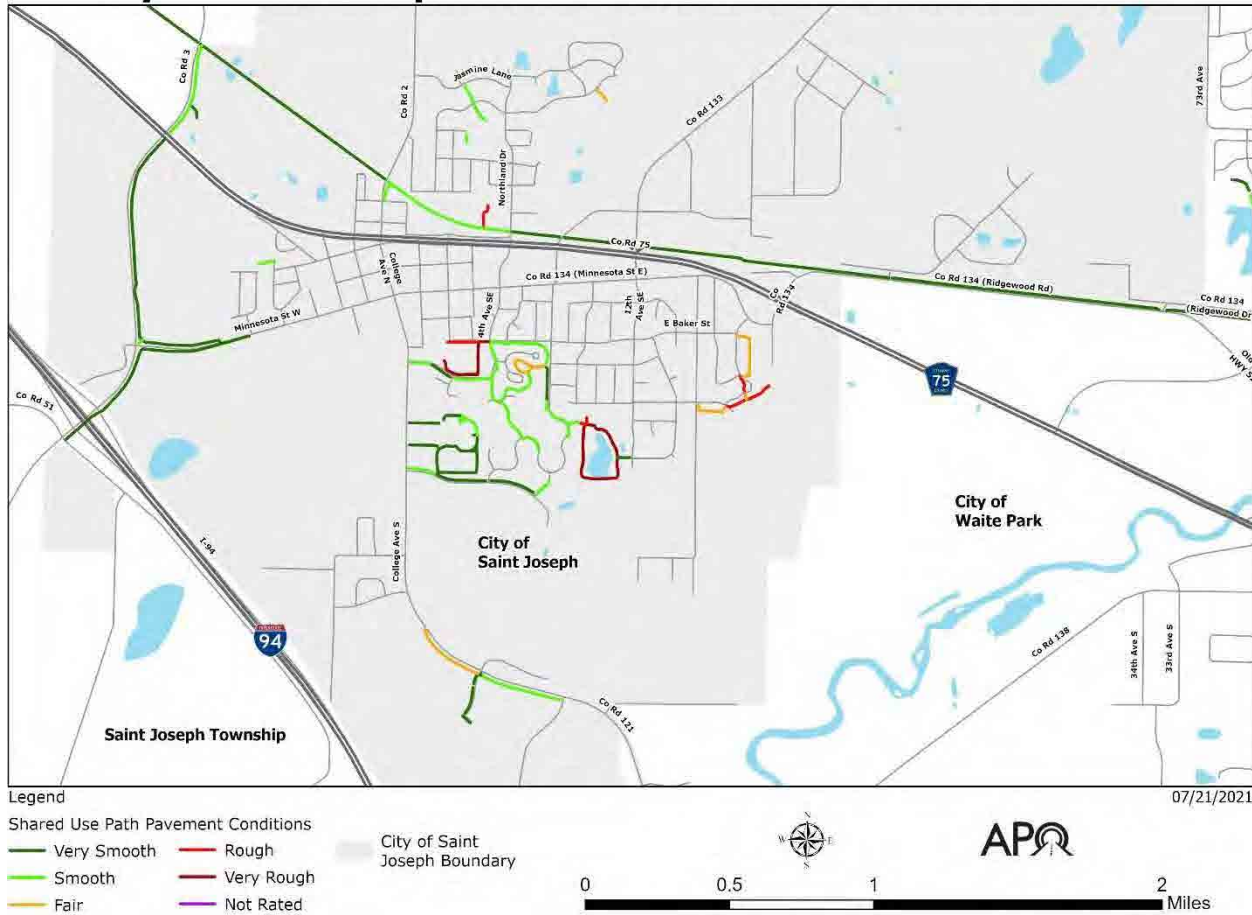 Co Rd 3
Co Rd 2
Jasmine Lane
Northland Dr
Co Rd 133
73rd Ave
Co Rd 75
College
Ave N
Co Rd 134 (Minnesota St E)
Co
Rd 134
Co Rd 134 (Ridgewood Rd)
Co Rd 134
(Ridgewood Dr
Minnesota St W
4th Ave SE
12th
Ave SE
E Baker St
75
Co Rd 51
I-94
College Ave S
City of
Saint Joseph
City of
Waite Park
94
Co Rd 138
34th Ave S
33rd Ave S
Co Rd 121
Saint Joseph Township
Legend
07/21/2021
Shared Use Path Pavement Conditions
Very Smooth
Rough
Smooth
Very Rough
Fair
Not Rated
City of Saint
Joseph Boundary
N
W
E
S
APO
0
0.5
1
2
Miles